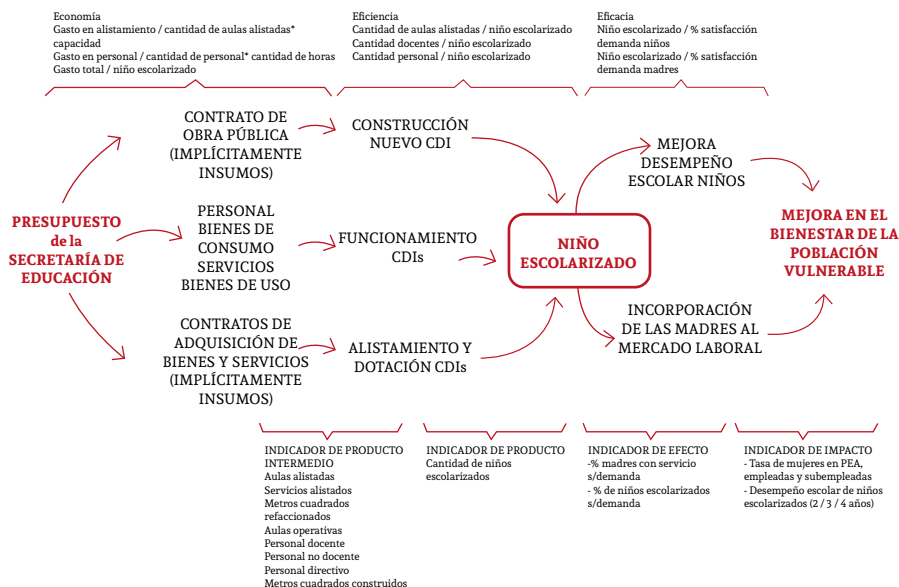 Economía
Gasto en alistamiento / cantidad de aulas alistadas*
capacidad
Gasto en personal / cantidad de personal* cantidad de horas
Gasto total / niño escolarizado
Eficiencia
Cantidad de aulas alistadas / niño escolarizado
Cantidad docentes / niño escolarizado
Cantidad personal / niño escolarizado
Eficacia
Niño escolarizado / % satisfacción
demanda niños
Niño escolarizado / % satisfacción
demanda madres
PRESUPUESTO
de la
SECRETARÍA DE
EDUCACIÓN
CONTRATO DE
OBRA PÚBLICA
(IMPLÍCITAMENTE
INSUMOS)
PERSONAL
BIENES DE
CONSUMO
SERVICIOS
BIENES DE USO
CONTRATOS DE
ADQUISICIÓN DE
BIENES Y SERVICIOS
(IMPLÍCITAMENTE
INSUMOS)
CONSTRUCCIÓN
NUEVO CDI
FUNCIONAMIENTO
CDIs
ALISTAMIENTO Y
DOTACIÓN CDIs
NIÑO
ESCOLARIZADO
MEJORA
DESEMPEÑO
ESCOLAR NIÑOS
INCORPORACIÓN
DE LAS MADRES AL
MERCADO LABORAL
MEJORA EN EL
BIENESTAR DE LA
POBLACIÓN
VULNERABLE
INDICADOR DE PRODUCTO
INTERMEDIO
Aulas alistadas
Servicios alistados
Metros cuadrados
refaccionados
Aulas operativas
Personal docente
Personal no docente
Personal directivo
Metros cuadrados construidos
INDICADOR DE PRODUCTO
Cantidad de niños
escolarizados
INDICADOR DE EFECTO
-% madres con servicio
s/demanda
- % de niños escolarizados
s/demanda
INDICADOR DE IMPACTO
- Tasa de mujeres en PEA,
empleadas y subempleadas
- Desempeño escolar de niños
escolarizados (2 / 3 / 4 años)